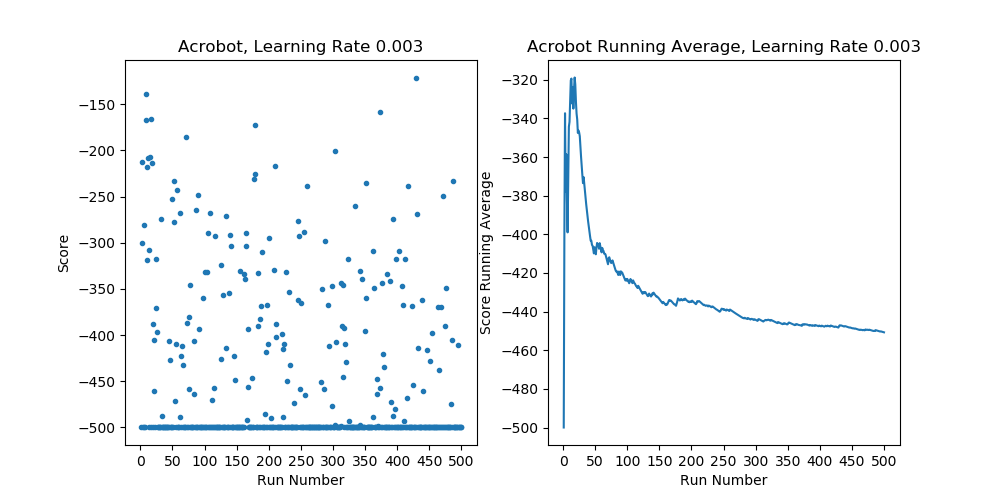 Acrobot, Learning Rate 0.003
Score
−150
−200
−250
−300
−350
−400
−450
−500
0 50 100 150 200 250 300 350 400 450 500
Run Number
Acrobot Running Average, Learning Rate 0.003
Score Running Average
−320
−340
−360
−380
−400
−420
−440
−460
−480
−500
0 50 100 150 200 250 300 350 400 450 500
Run Number